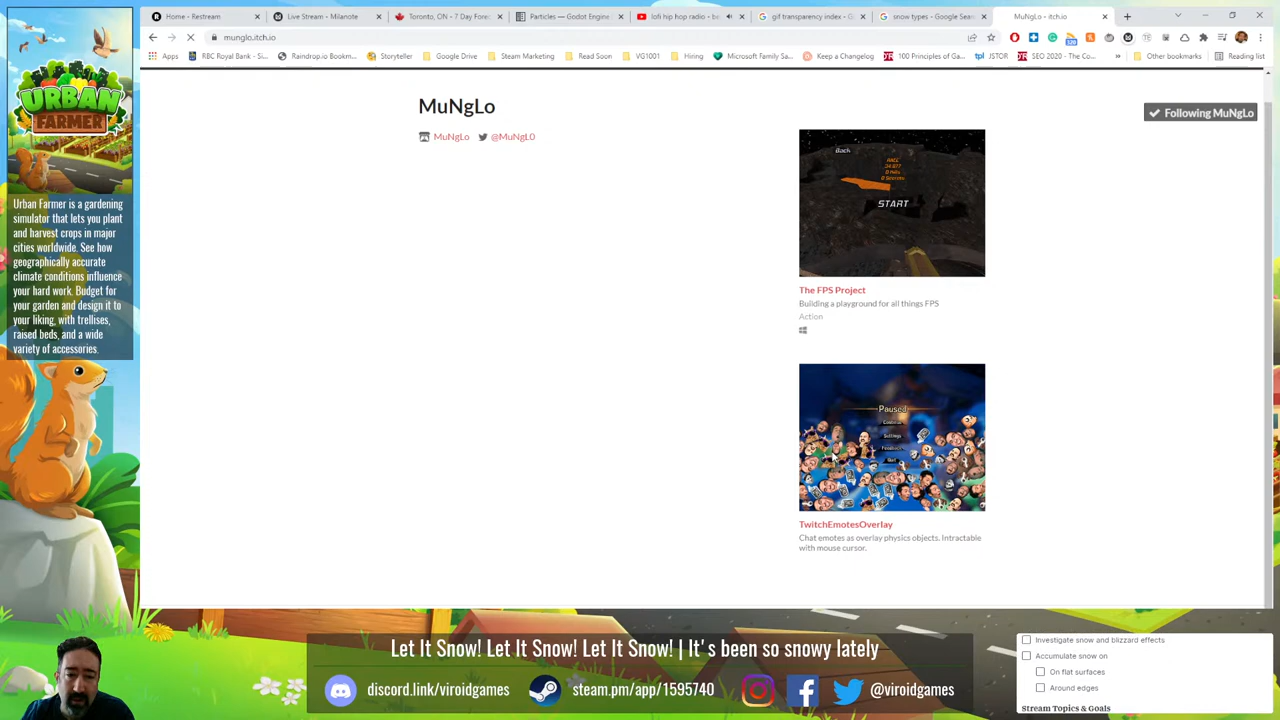 Home - Restream
Live Stream - Milanote
Toronto, ON - 7 Day Fore
Particles — Godot Engine
lofi hip hop radio - be
gif transparency index - G
snow types - Google Sea
MuNgLo - itch.io
munglo.itch.io
Apps
RBC Royal Bank - Si...
Raindrop.io Bookm...
Storyteller
Google Drive
Steam Marketing
Read Soon
VG1001
Hiring
Microsoft Family Sa...
Keep a Changelog
100 Principles of Ga...
JSTOR
SEO 2020 - The Co...
Other bookmarks
Reading list
URBAN
FARMER
Urban Farmer is a gardening
simulator that lets you plant
and harvest crops in major
cities worldwide. See how
geographically accurate
climate conditions influence
your hard work. Budget for
your garden and design it to
your liking, with trellises,
raised beds, and a wide
variety of accessories.
MuNgLo
MuNgLo @MuNgL0
Following MuNgLo
Back
START
The FPS Project
Building a playground for all things FPS
Action
Paused
Continue
Settings
Quit
TwitchEmotesOverlay
Chat emotes as overlay physics objects. Intractable
with mouse cursor.
Let It Snow! Let It Snow! Let It Snow! | It's been so snowy lately
discord.link/viroidgames
steam.pm/app/1595740
@viroidgames
Investigate snow and blizzard effects
Accumulate snow on
On flat surfaces
Around edges
Stream Topics & Goals